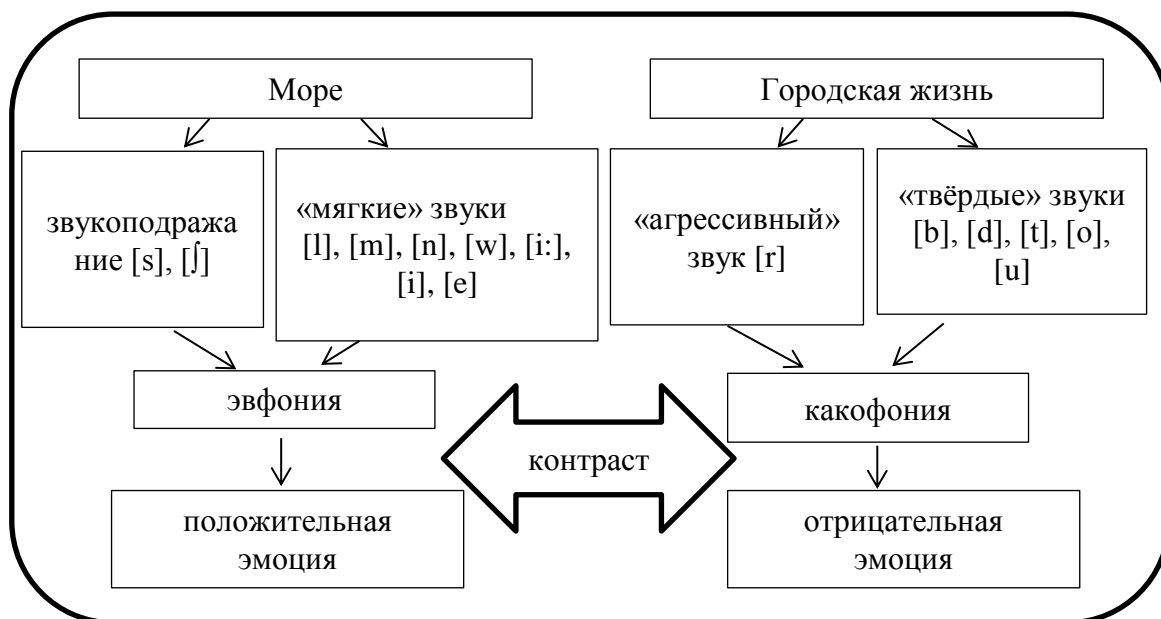 Море
Городская жизнь
звукоподража
ние [s], [ʃ]
«мягкие» звуки
[l], [m], [n], [w], [i:],
[i], [e]
«агрессивный»
звук [r]
«твёрдые» звуки
[b], [d], [t], [o],
[u]
эвфония
какофония
контраст
положительная
эмоция
отрицательная
эмоция